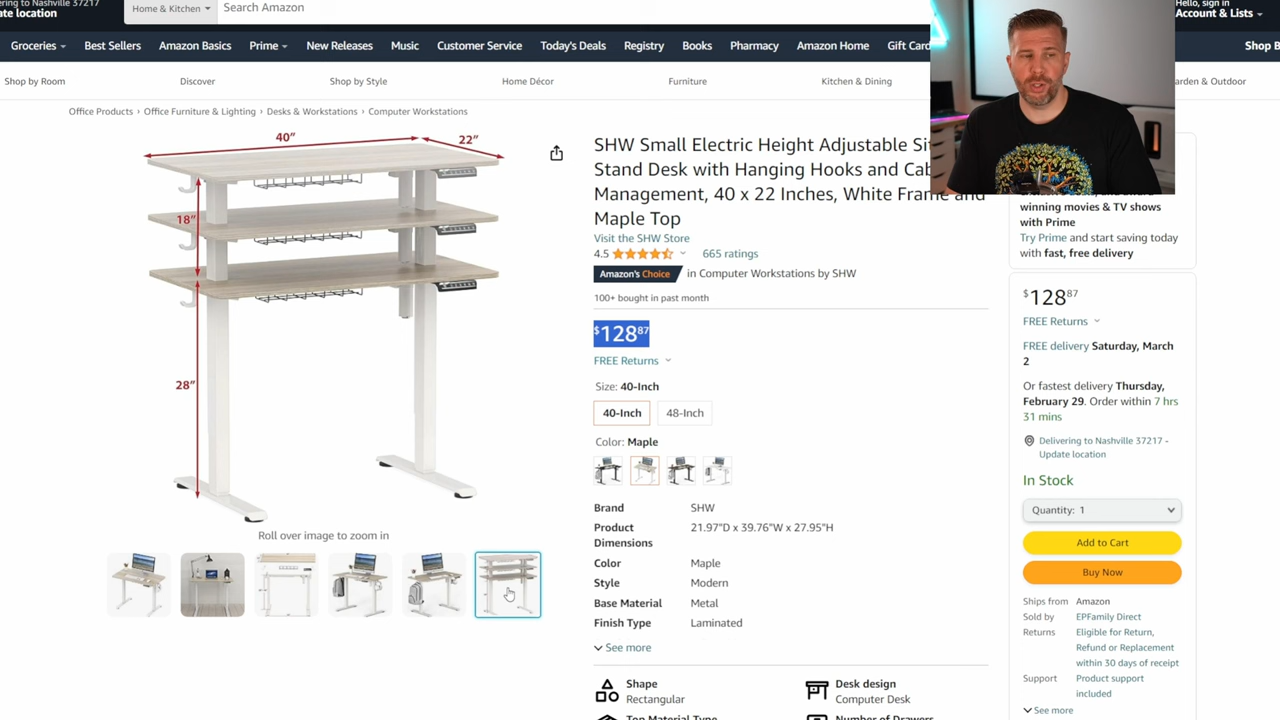 ering to Nashville 37217
ate location
Home & Kitchen
Search Amazon
Hello, sign in
Account & Lists
Groceries
Best Sellers
Amazon Basics
Prime
New Releases
Music
Customer Service
Today's Deals
Registry
Books
Pharmacy
Amazon Home
Gift Card
Shop B
Shop by Room
Discover
Shop by Style
Home Décor
Furniture
Kitchen & Dining
arden & Outdoor
Office Products › Office Furniture & Lighting › Desks & Workstations › Computer Workstations
40"
22"
18"
28"
Roll over image to zoom in
SHW Small Electric Height Adjustable Si
Stand Desk with Hanging Hooks and Cab
Management, 40 x 22 Inches, White Frame and
Maple Top
Visit the SHW Store
4.5
665 ratings
Amazon's Choice in Computer Workstations by SHW
100+ bought in past month
$128 87
FREE Returns
Size: 40-Inch
40-Inch
48-Inch
Color: Maple
Brand SHW
Product Dimensions 21.97"D x 39.76"W x 27.95"H
Color Maple
Style Modern
Base Material Metal
Finish Type Laminated
See more
Shape
Rectangular
Desk design
Computer Desk
Top Material Type
Number of Drawers
winning movies & TV shows
with Prime
Try Prime and start saving today
with fast, free delivery
$128 87
FREE Returns
FREE delivery Saturday, March
2
Or fastest delivery Thursday,
February 29. Order within 7 hrs
31 mins
Delivering to Nashville 37217 -
Update location
In Stock
Quantity: 1
Add to Cart
Buy Now
Ships from Amazon
Sold by EPFamily Direct
Returns Eligible for Return,
Refund or Replacement
within 30 days of receipt
Support Product support
included
See more